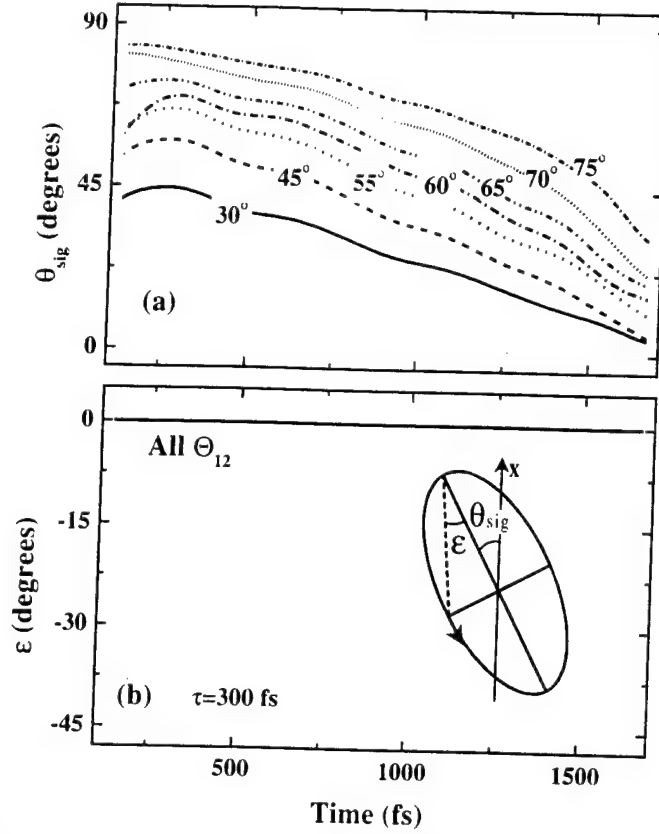 90
45
0
θsig (degrees)
30°
45°
55°
60°
65°
70°
75°
(a)
0
-15
-30
-45
ε (degrees)
All Θ12
x
θsig
ε
(b) τ=300 fs
500
1000
1500
Time (fs)